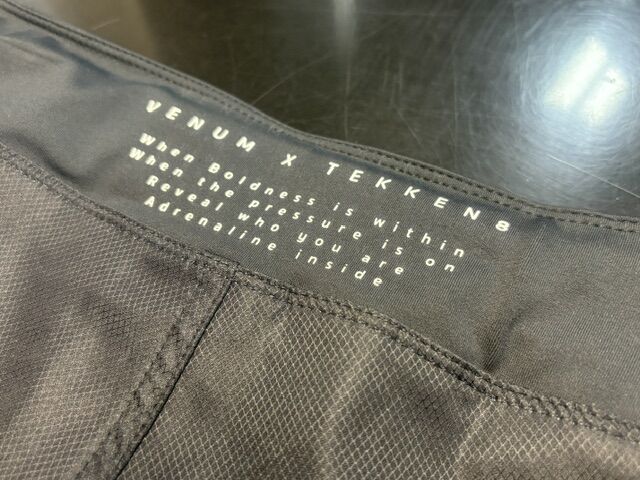 VENUM X TEKKEN8
When Boldness is within
When the pressure is on
Reveal who you are
Adrenaline inside